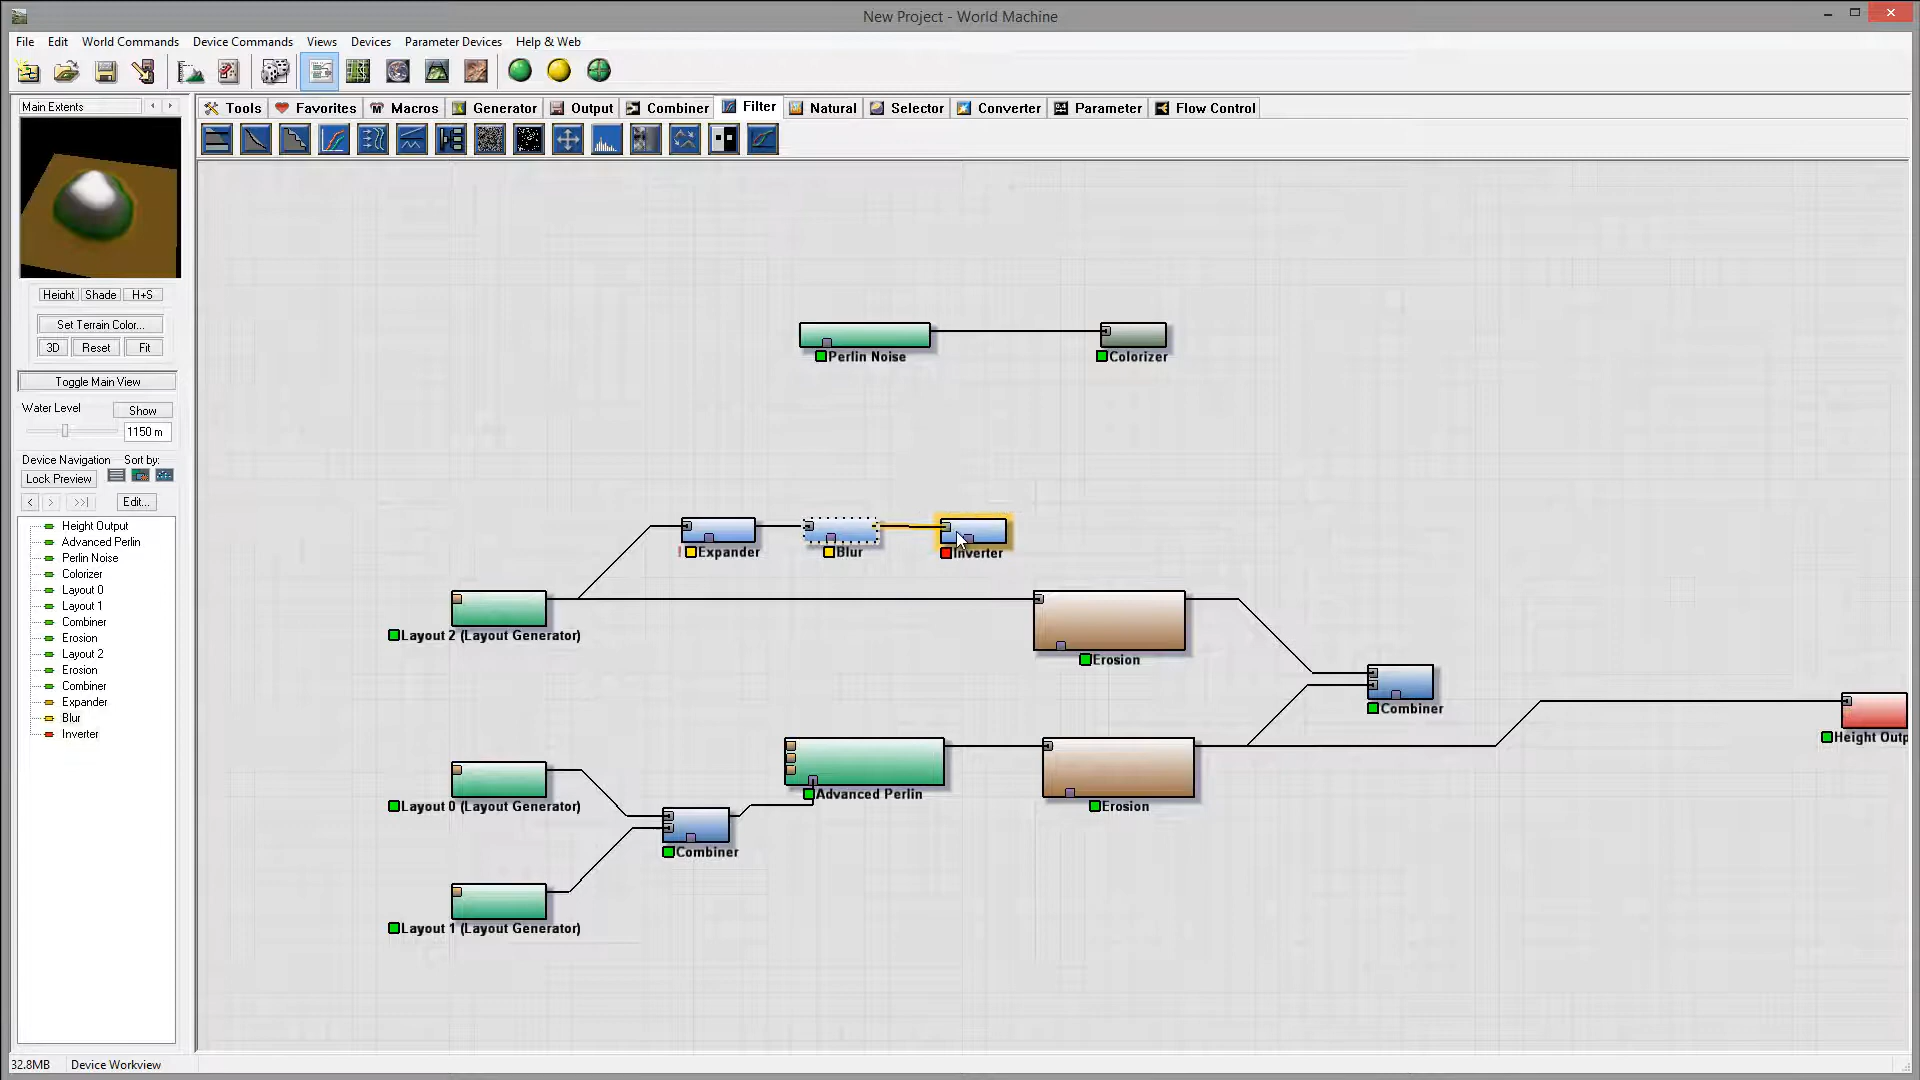 New Project - World Machine
File Edit World Commands Device Commands Views Devices Parameter Devices Help & Web
Main Extents
Tools Favorites Macros Generator Output Combiner Filter Natural Selector Converter Parameter Flow Control
Height Shade H+S
Set Terrain Color...
3D Reset Fit
Toggle Main View
Water Level Show
1150 m
Device Navigation Sort by:
Lock Preview
< > >>| Edit...
Height Output
Advanced Perlin
Perlin Noise
Colorizer
Layout 0
Layout 1
Combiner
Erosion
Layout 2
Erosion
Combiner
Expander
Blur
Inverter
Perlin Noise
Colorizer
! Expander
Blur
Inverter
Layout 2 (Layout Generator)
Erosion
Combiner
Height Outp
Advanced Perlin
Erosion
Layout 0 (Layout Generator)
Combiner
Layout 1 (Layout Generator)
32.8MB Device Workview